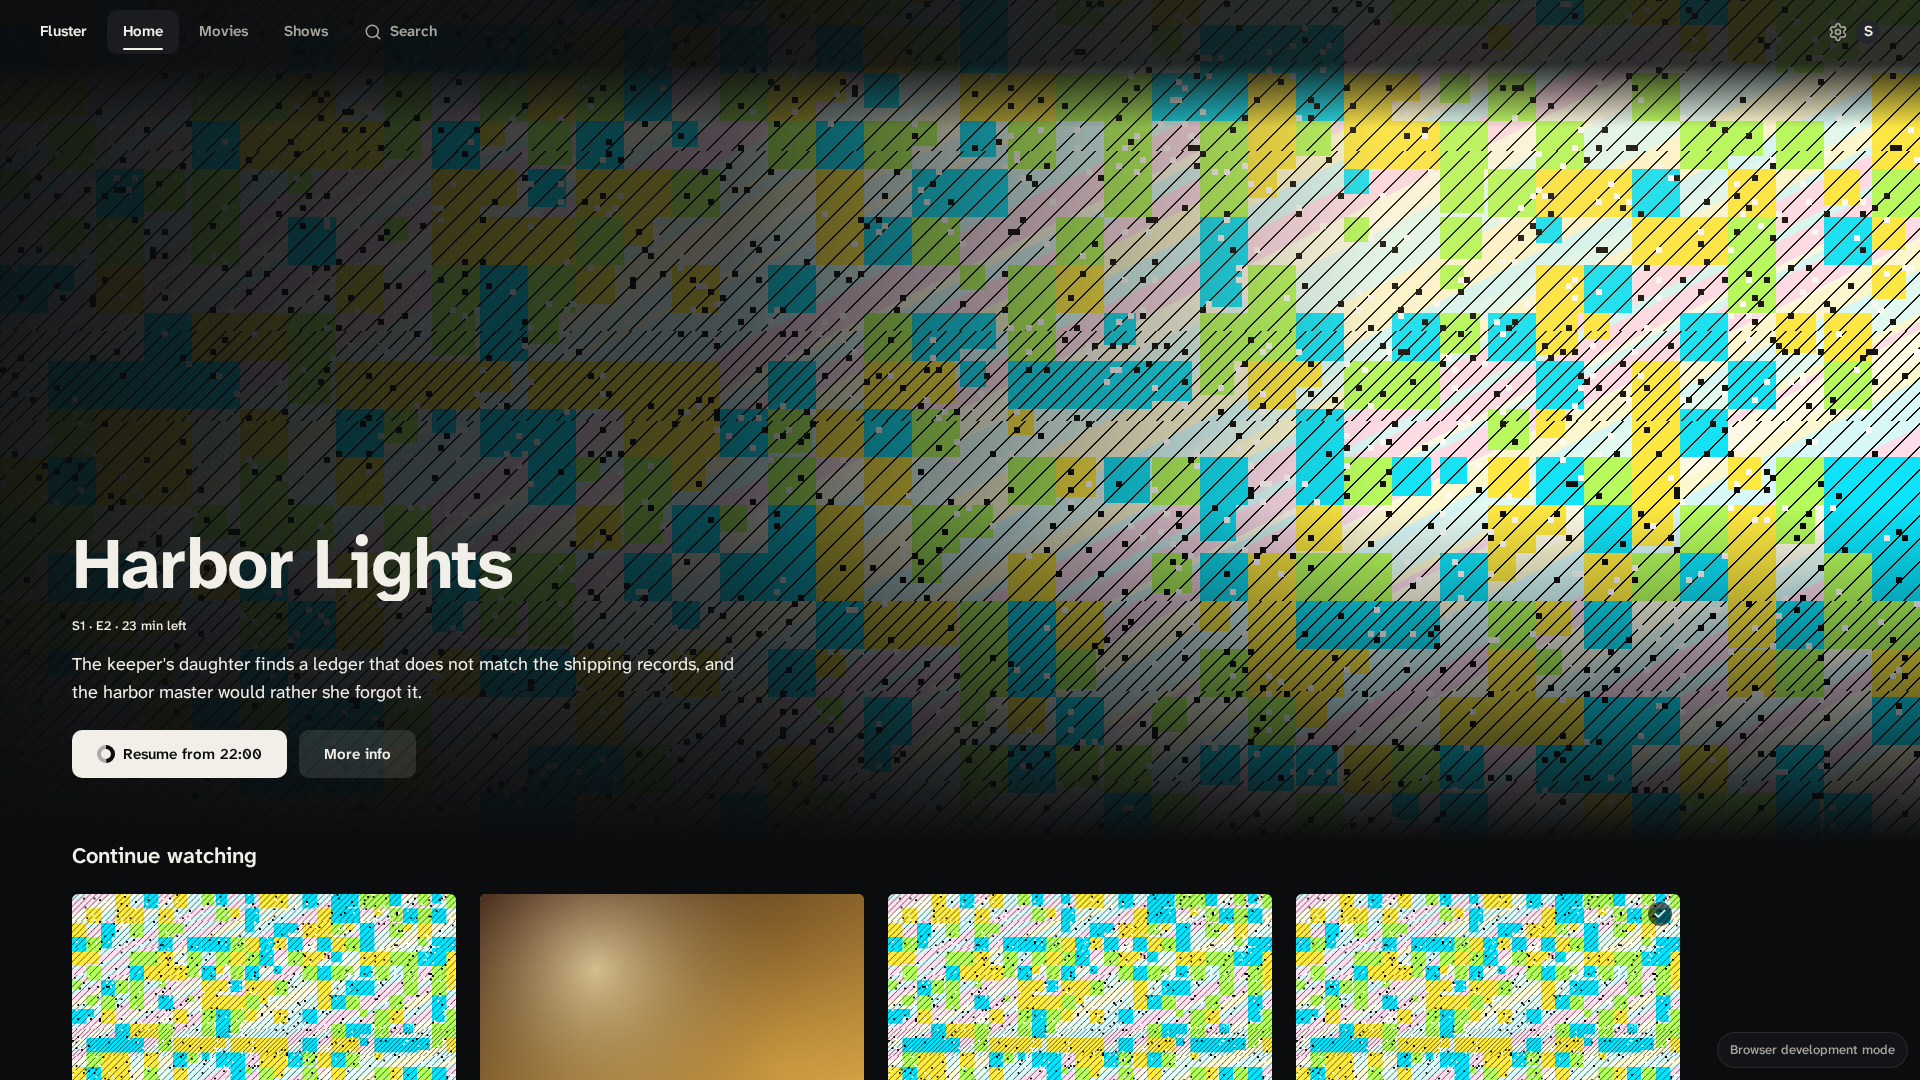 Fluster
Home
Movies
Shows
Search
S
Harbor Lights
S1 · E2 · 23 min left
The keeper's daughter finds a ledger that does not match the shipping records, and
the harbor master would rather she forgot it.
Resume from 22:00
More info
Continue watching
Browser development mode